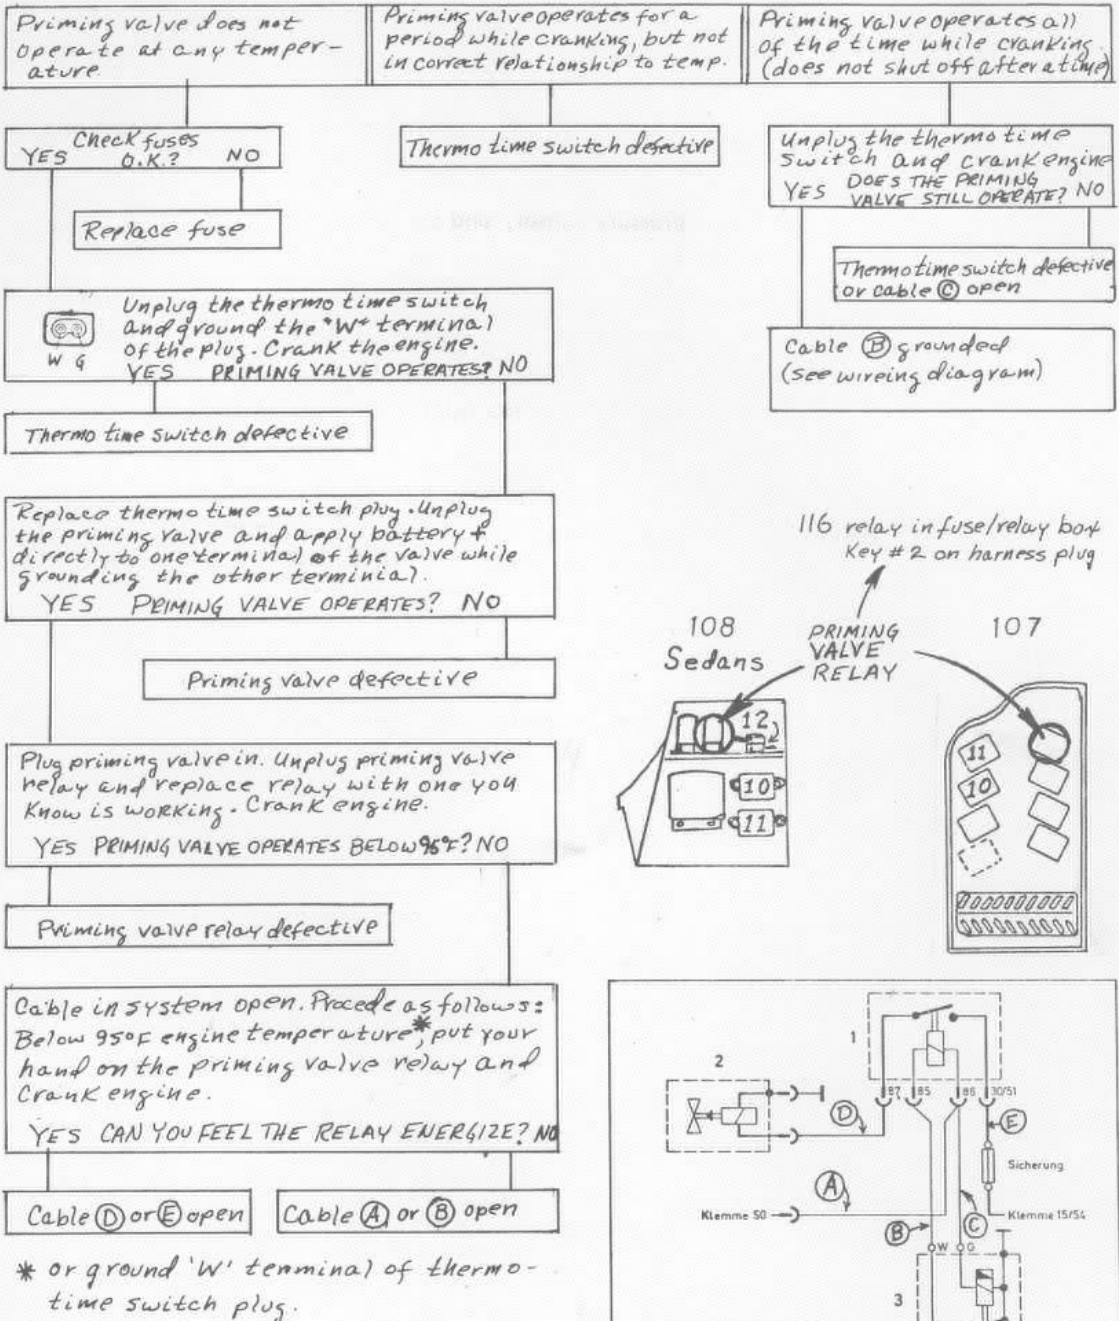 Priming valve does not
operate at any temper-
ature.
Priming valve operates for a
period while cranking, but not
in correct relationship to temp.
Priming valve operates all
of the time while cranking.
(does not shut off after a time)
Check fuses
YES O.K.? NO
Replace fuse
Thermo time switch defective
Unplug the thermo time
switch and crank engine
YES DOES THE PRIMING NO
VALVE STILL OPERATE?
Thermo time switch defective
or cable Ⓒ open
Cable Ⓑ grounded
(see wireing diagram)
W G
Unplug the thermo time switch
and ground the "W" terminal
of the plug. Crank the engine.
YES PRIMING VALVE OPERATES? NO
Thermo time switch defective
Replace thermo time switch plug. Unplug
the priming valve and apply battery +
directly to one terminal of the valve while
grounding the other terminial.
YES PRIMING VALVE OPERATES? NO
Priming valve defective
Plug priming valve in. Unplug priming valve
relay and replace relay with one you
know is working. Crank engine.
YES PRIMING VALVE OPERATES BELOW 95°F? NO
Priming valve relay defective
Cable in system open. Procede as follows:
Below 95°F engine temperature*, put your
hand on the priming valve relay and
crank engine.
YES CAN YOU FEEL THE RELAY ENERGIZE? NO
Cable Ⓓ or Ⓔ open
Cable Ⓐ or Ⓑ open
* or ground 'W' temminal of thermo-
time switch plug.
116 relay in fuse/relay box
Key # 2 on harness plug
108
Sedans
PRIMING
VALVE
RELAY
107
12
10
11
11
10
1
2
87 85 86 30/51
Ⓓ
Ⓔ
Sicherung
Ⓐ
Klemme 50
Klemme 15/54
Ⓑ
Ⓒ
W G
3